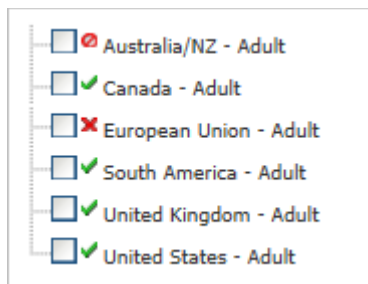 Australia/NZ - Adult
Canada - Adult
European Union - Adult
South America - Adult
United Kingdom - Adult
United States - Adult